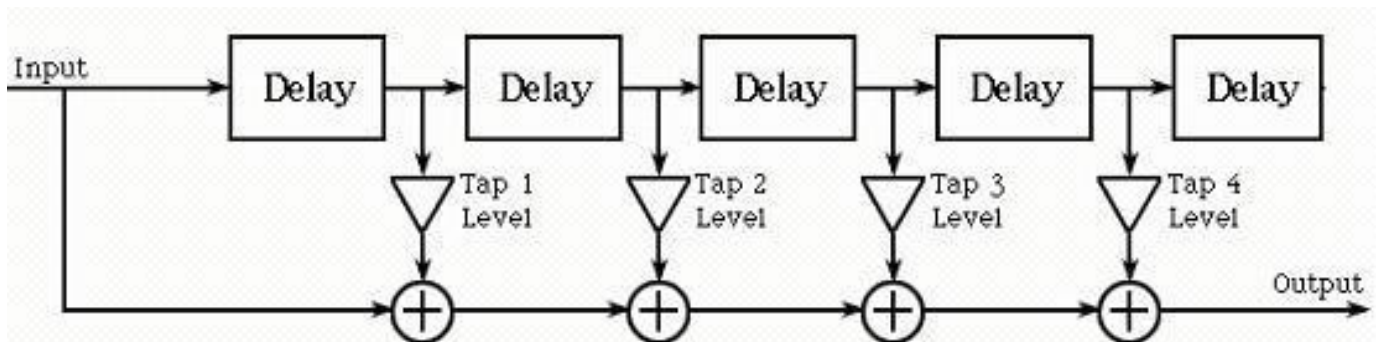 Input
Delay
Delay
Delay
Delay
Delay
Tap 1
Level
Tap 2
Level
Tap 3
Level
Tap 4
Level
Output